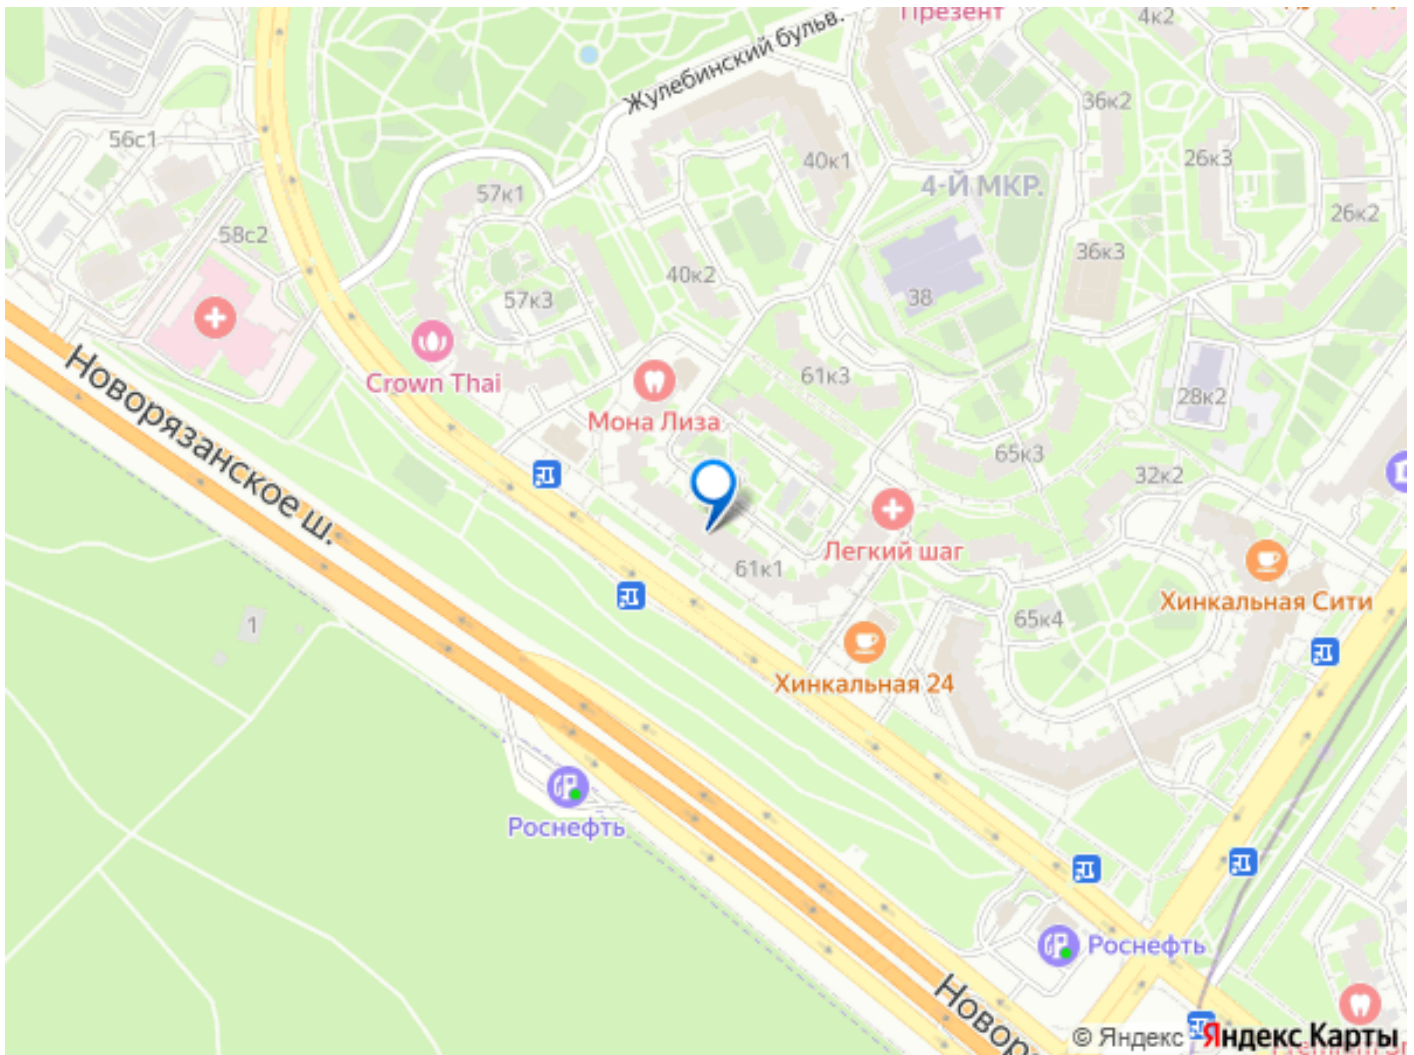 Презент
4к2
Жулебинский бульв.
36к2
56с1
40к1
26к3
4-Й МКР.
57к1
26к2
58с2
36к3
40к2
57к3
38
Crown Thai
61к3
28к2
Мона Лиза
Новорязанское ш.
65к3
32к2
Легкий шаг
61к1
Хинкальная Сити
65к4
1
Хинкальная 24
Роснефть
Роснефть
© Яндекс
Яндекс Карты